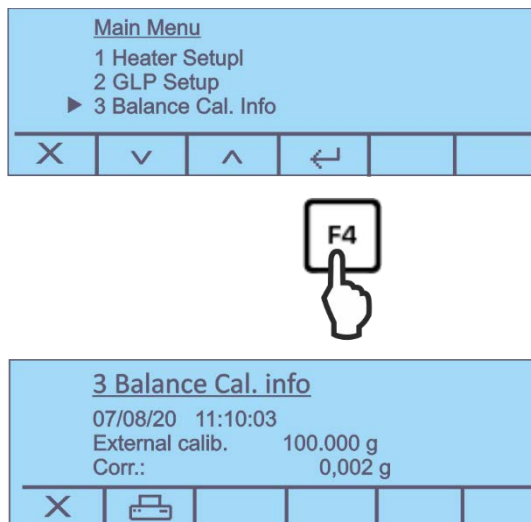 Main Menu
1 Heater Setupl
2 GLP Setup
3 Balance Cal. Info
F4
3 Balance Cal. info
07/08/20 11:10:03
External calib. 100.000 g
Corr.: 0,002 g